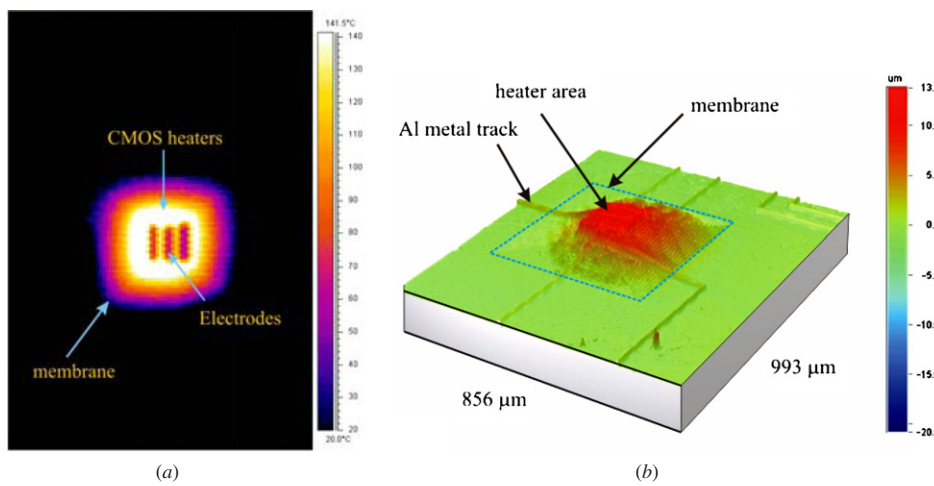 141.5°C
140
130
120
110
100
90
80
70
60
50
40
30
20
20.0°C
CMOS heaters
Electrodes
membrane
(a)
heater area
membrane
Al metal track
856 µm
993 µm
um
13.
10.
5.
0.
-5.
-10.
-15.
-20.
(b)